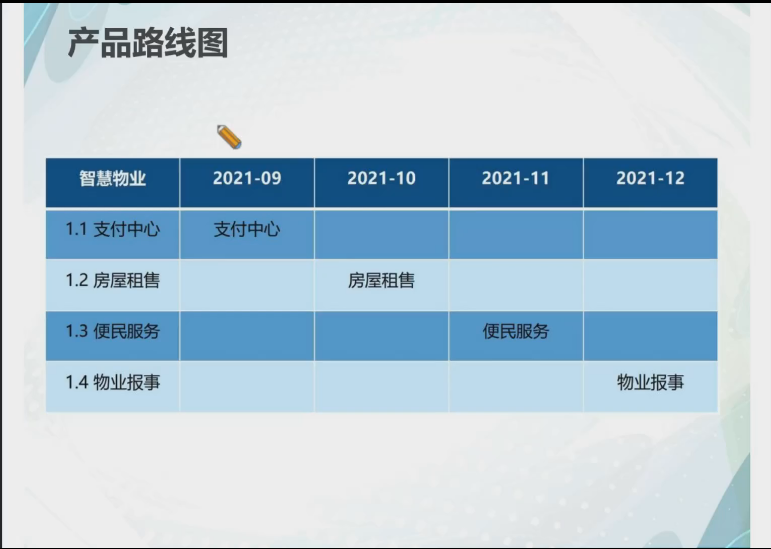 产品路线图
智慧物业 2021-09 2021-10 2021-11 2021-12
1.1 支付中心 支付中心
1.2 房屋租售 房屋租售
1.3 便民服务 便民服务
1.4 物业报事 物业报事